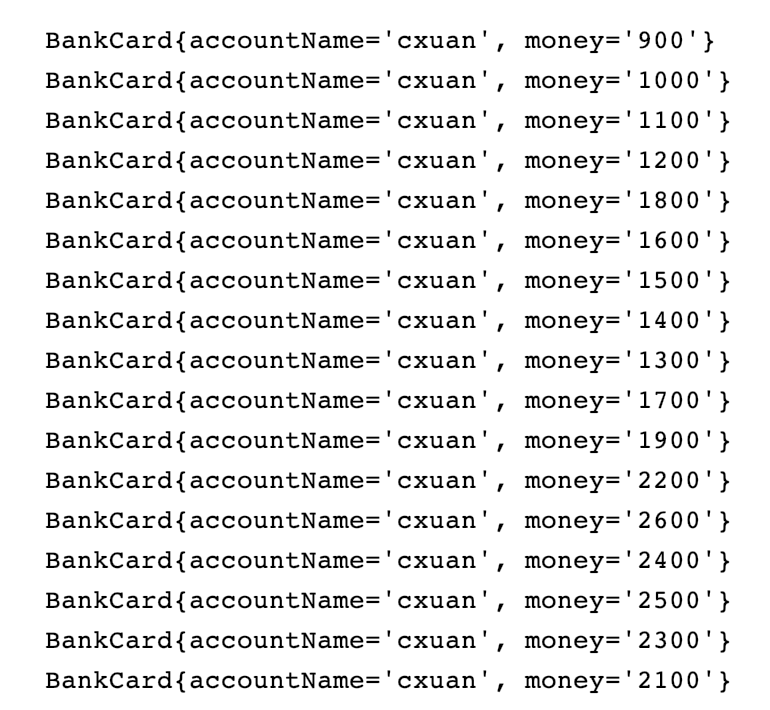 BankCard{accountName='cxuan', money='900'}
BankCard{accountName='cxuan', money='1000'}
BankCard{accountName='cxuan', money='1100'}
BankCard{accountName='cxuan', money='1200'}
BankCard{accountName='cxuan', money='1800'}
BankCard{accountName='cxuan', money='1600'}
BankCard{accountName='cxuan', money='1500'}
BankCard{accountName='cxuan', money='1400'}
BankCard{accountName='cxuan', money='1300'}
BankCard{accountName='cxuan', money='1700'}
BankCard{accountName='cxuan', money='1900'}
BankCard{accountName='cxuan', money='2200'}
BankCard{accountName='cxuan', money='2600'}
BankCard{accountName='cxuan', money='2400'}
BankCard{accountName='cxuan', money='2500'}
BankCard{accountName='cxuan', money='2300'}
BankCard{accountName='cxuan', money='2100'}